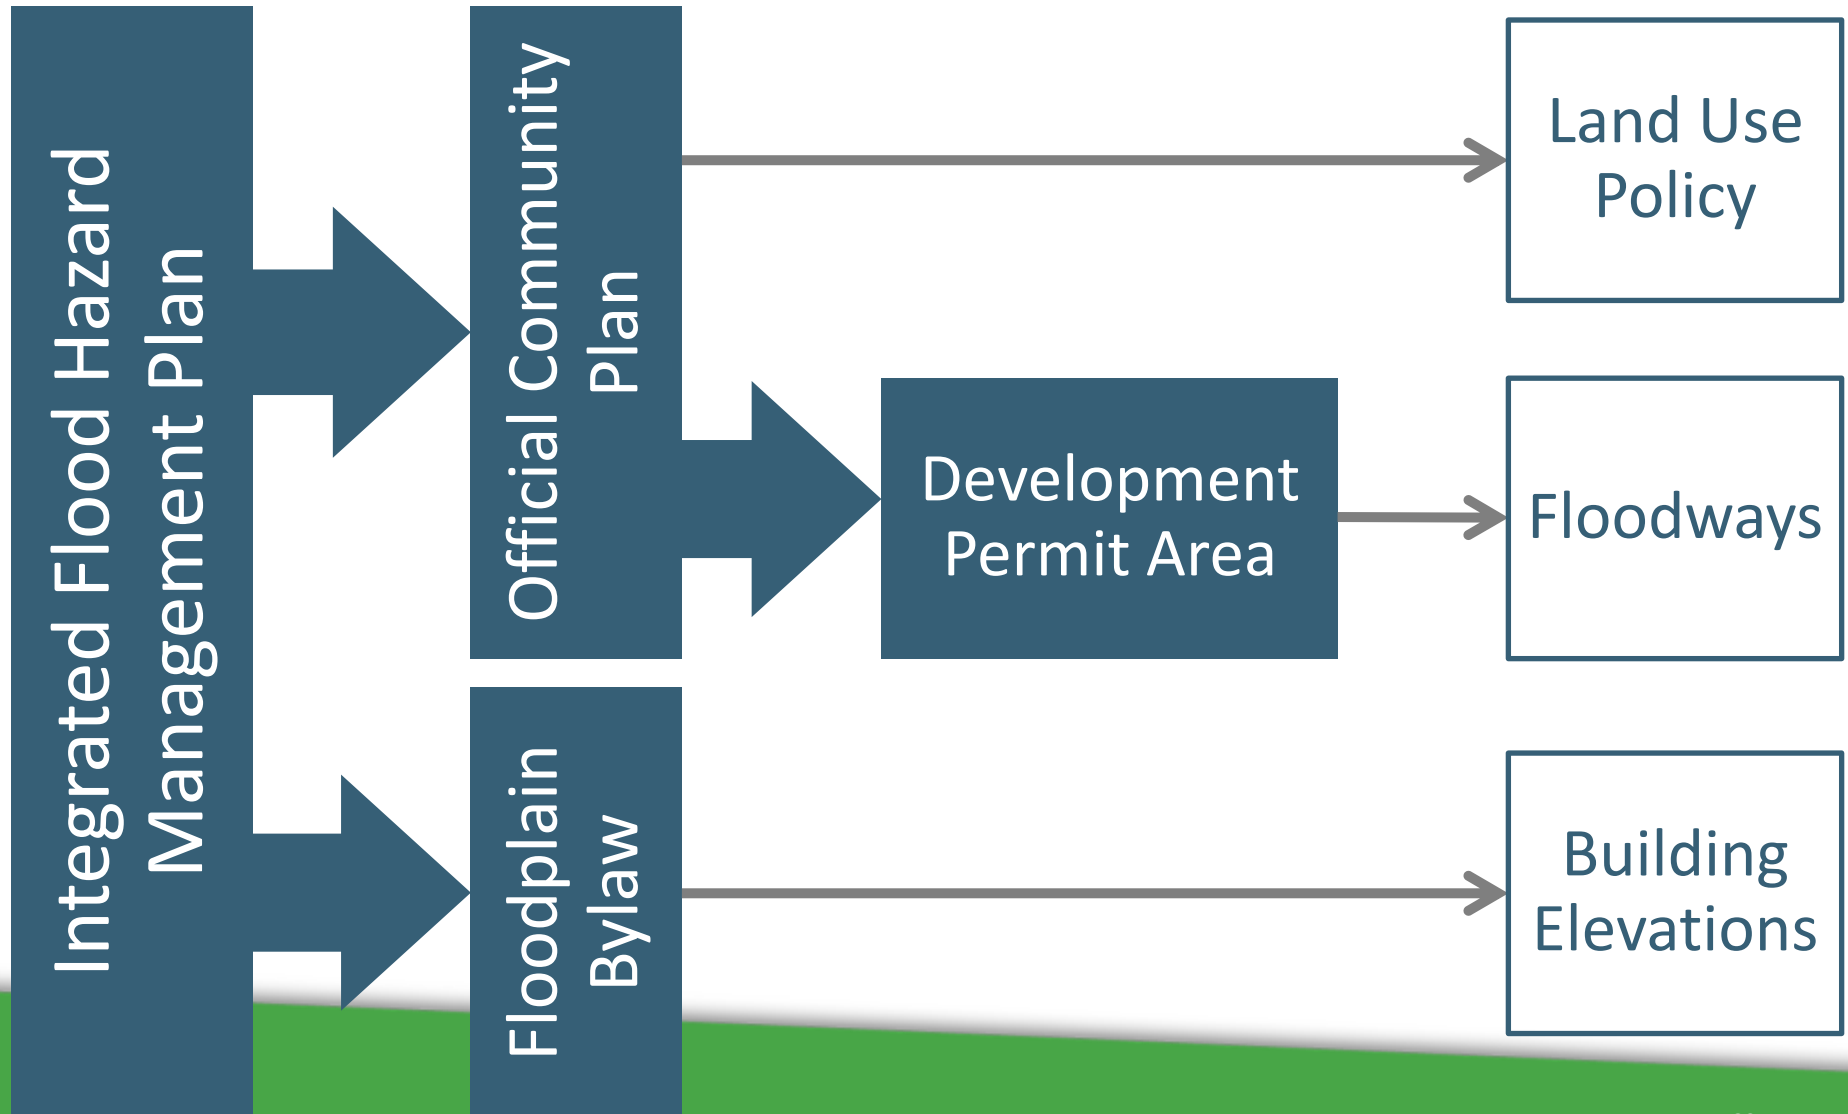 Integrated Flood Hazard
Management Plan
Official Community
Plan
Floodplain
Bylaw
Development
Permit Area
Land Use
Policy
Floodways
Building
Elevations